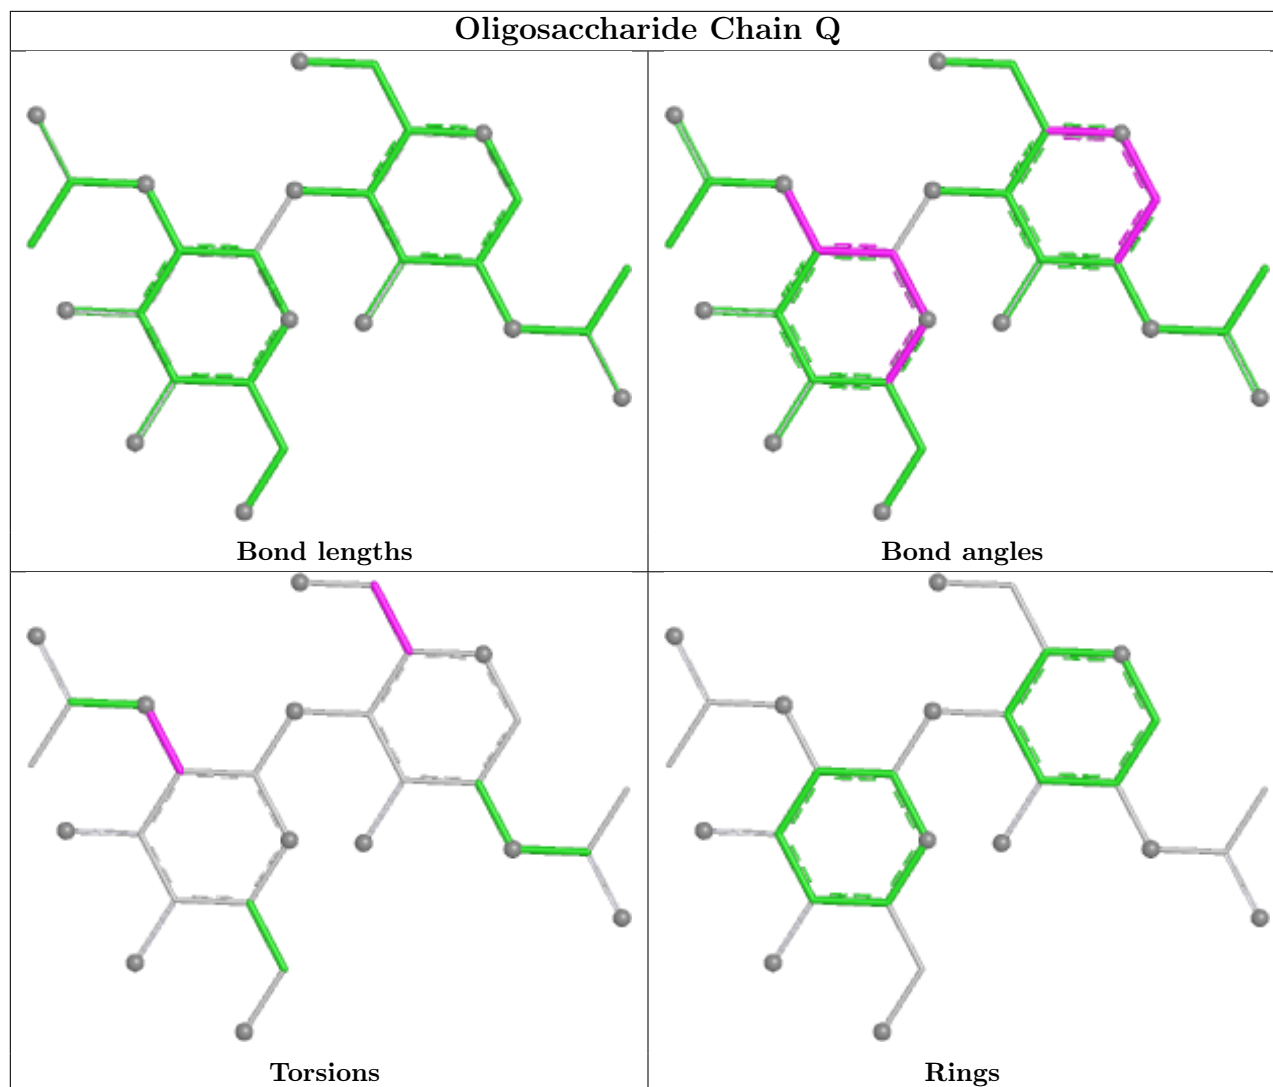 Oligosaccharide Chain Q
Bond lengths
Bond angles
Torsions
Rings